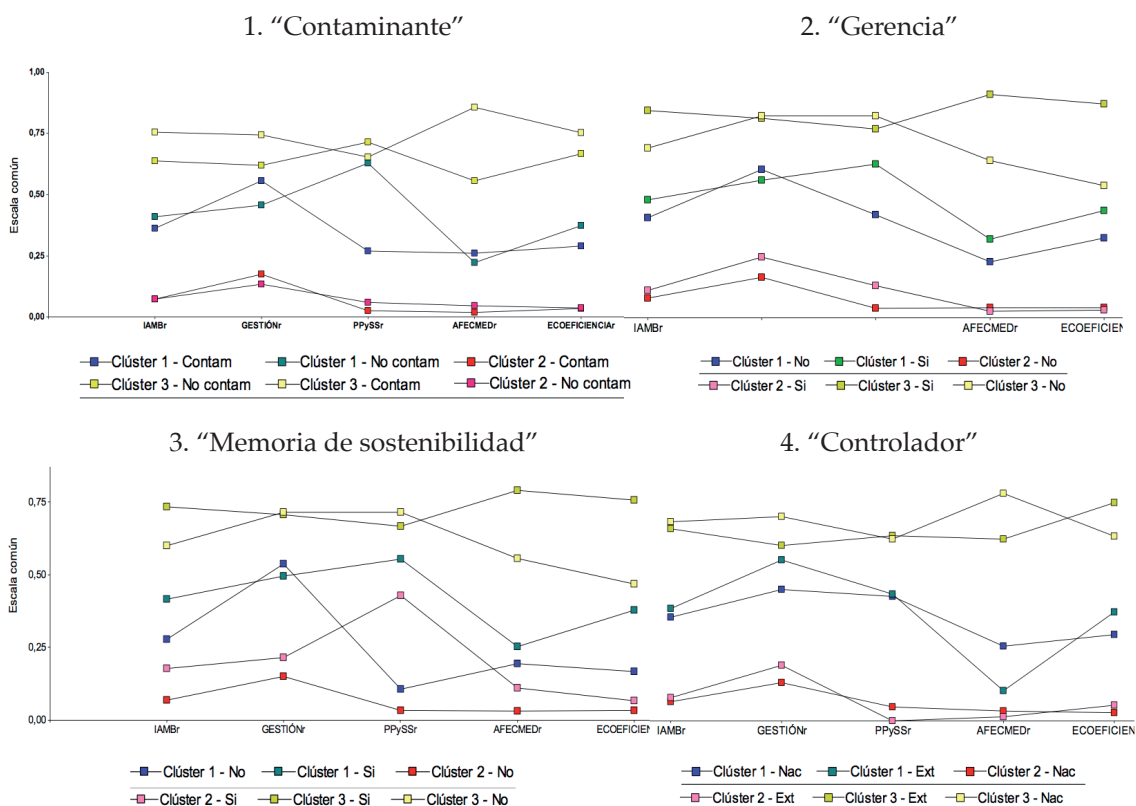 1. “Contaminante”
Escala común
1,00
0,75
0,50
0,25
0,00
IAMBr GESTIÓNr PPySSr AFECMEDr ECOEFICIENCIAr
Clúster 1 - Contam Clúster 1 - No contam Clúster 2 - Contam
Clúster 3 - No contam Clúster 3 - Contam Clúster 2 - No contam
2. “Gerencia”
IAMBr AFECMEDr ECOEFICIEN
Clúster 1 - No Clúster 1 - Si Clúster 2 - No
Clúster 2 - Si Clúster 3 - Si Clúster 3 - No
3. “Memoria de sostenibilidad”
Escala común
0,75
0,50
0,25
0,00
IAMBr GESTIÓNr PPySSr AFECMEDr ECOEFICIEN
Clúster 1 - No Clúster 1 - Si Clúster 2 - No
Clúster 2 - Si Clúster 3 - Si Clúster 3 - No
4. “Controlador”
IAMBr GESTIÓNr PPySSr AFECMEDr ECOEFICIEN
Clúster 1 - Nac Clúster 1 - Ext Clúster 2 - Nac
Clúster 2 - Ext Clúster 3 - Ext Clúster 3 - Nac